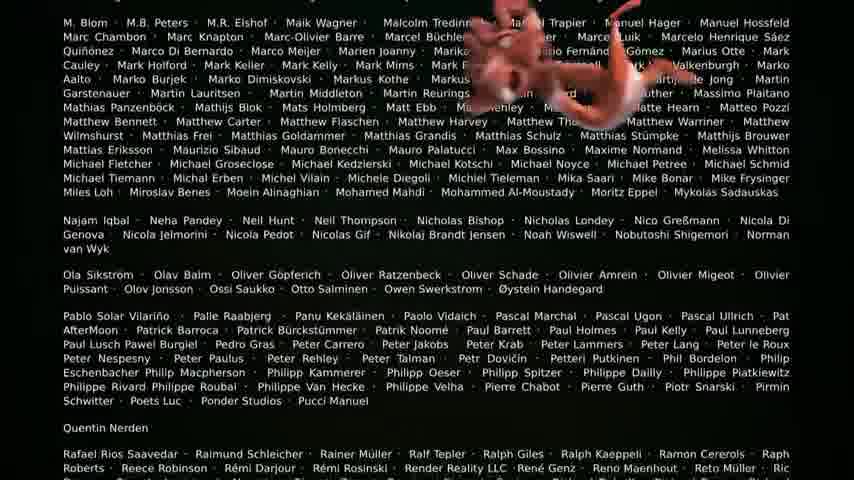 M. Blom · M.B. Peters · M.R. Elshof · Maik Wagner · Malcolm Tredinn Trapier · Manuel Hager · Manuel Hossfeld
Marc Chambon · Marc Knapton · Marc-Olivier Barre · Marcel Büchle Luik · Marcelo Henrique Sáez
Quiñónez · Marco Di Bernardo · Marco Meijer · Marien Joanny · Marika Fernánd Gómez · Marius Otte · Mark
Cauley · Mark Holford · Mark Keller · Mark Kelly · Mark Mims · Mark Valkenburgh · Marko
Aalto · Marko Burjek · Marko Dimiskovski · Markus Kothe · Markus de Jong · Martin
Garstenauer · Martin Lauritsen · Martin Middleton · Martin Reurings Massimo Plaitano
Mathias Panzenböck · Mathijs Blok · Mats Holmberg · Matt Ebb · Henley Matte Hearn · Matteo Pozzi
Matthew Bennett · Matthew Carter · Matthew Flaschen · Matthew Harvey · Matthew Tho Matthew Warriner · Matthew
Wilmshurst · Matthias Frei · Matthias Goldammer · Matthias Grandis · Matthias Schulz · Matthias Stümpke · Matthijs Brouwer
Mattias Eriksson · Maurizio Sibaud · Mauro Bonecchi · Mauro Palatucci · Max Bossino · Maxime Normand · Melissa Whitton
Michael Fletcher · Michael Groseclose · Michael Kedzierski · Michael Kotschi · Michael Noyce · Michael Petree · Michael Schmid
Michael Tiemann · Michal Erben · Michel Vilain · Michele Diegoli · Michiel Tieleman · Mika Saari · Mike Bonar · Mike Frysinger
Miles Loh · Miroslav Benes · Moein Alinaghian · Mohamed Mahdi · Mohammed Al-Moustady · Moritz Eppel · Mykolas Sadauskas
Najam Iqbal · Neha Pandey · Neil Hunt · Neil Thompson · Nicholas Bishop · Nicholas Londey · Nico Greßmann · Nicola Di
Genova · Nicola Jelmorini · Nicola Pedot · Nicolas Gif · Nikolaj Brandt Jensen · Noah Wiswell · Nobutoshi Shigemori · Norman
van Wyk
Ola Sikstrom · Olav Balm · Oliver Göpferich · Oliver Ratzenbeck · Oliver Schade · Olivier Amrein · Olivier Migeot · Olivier
Puissant · Olov Jonsson · Ossi Saukko · Otto Salminen · Owen Swerkstrom · Øystein Handegard
Pablo Solar Vilariño · Palle Raabjerg · Panu Kekäläinen · Paolo Vidaich · Pascal Marchal · Pascal Ugon · Pascal Ullrich · Pat
AfterMoon · Patrick Barroca · Patrick Bürckstümmer · Patrik Noomé · Paul Barrett · Paul Holmes · Paul Kelly · Paul Lunneberg
Paul Lusch Pawel Burgiel · Pedro Gras · Peter Carrero · Peter Jakobs · Peter Krab · Peter Lammers · Peter Lang · Peter le Roux
Peter Nespesny · Peter Paulus · Peter Rehley · Peter Talman · Petr Dovičín · Petteri Putkinen · Phil Bordelon · Philip
Eschenbacher Philip Macpherson · Philipp Kammerer · Philipp Oeser · Philipp Spitzer · Philippe Dailly · Philippe Piatkiewitz
Philippe Rivard Philippe Roubal · Philippe Van Hecke · Philippe Velha · Pierre Chabot · Pierre Guth · Piotr Snarski · Pirmin
Schwitter · Poets Luc · Ponder Studios · Pucci Manuel
Quentin Nerden
Rafael Rios Saavedar · Raimund Schleicher · Rainer Müller · Ralf Tepler · Ralph Giles · Ralph Kaeppeli · Ramon Cererols · Raph
Roberts · Reece Robinson · Rémi Darjour · Rémi Rosinski · Render Reality LLC · René Genz · Reno Maenhout · Reto Müller · Ric